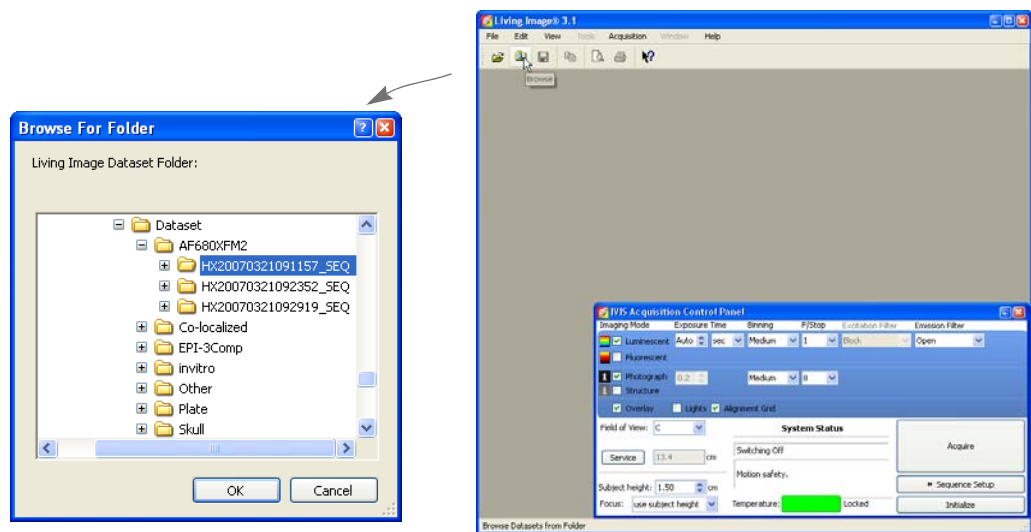 Living Image® 3.1
File Edit View Tools Acquisition Window Help
Browse
Browse For Folder
Living Image Dataset Folder:
Dataset
AF680XFM2
HX20070321091157_SEQ
HX20070321092352_SEQ
HX20070321092919_SEQ
Co-localized
EPI-3Comp
invitro
Other
Plate
Skull
OK Cancel
IVIS Acquisition Control Panel
Imaging Mode Exposure Time Binning F/Stop Excitation Filter Emission Filter
Luminescent Auto sec Medium 1 Block Open
Fluorescent
Photograph 0.2 Medium 8
Structure
Overlay Lights Alignment Grid
Field of View: C System Status
Service 13.4 cm Switching Off Acquire
Motion safety.
Subject height: 1.50 cm Sequence Setup
Focus: use subject height Temperature: Locked Initialize
Browse Datasets from Folder